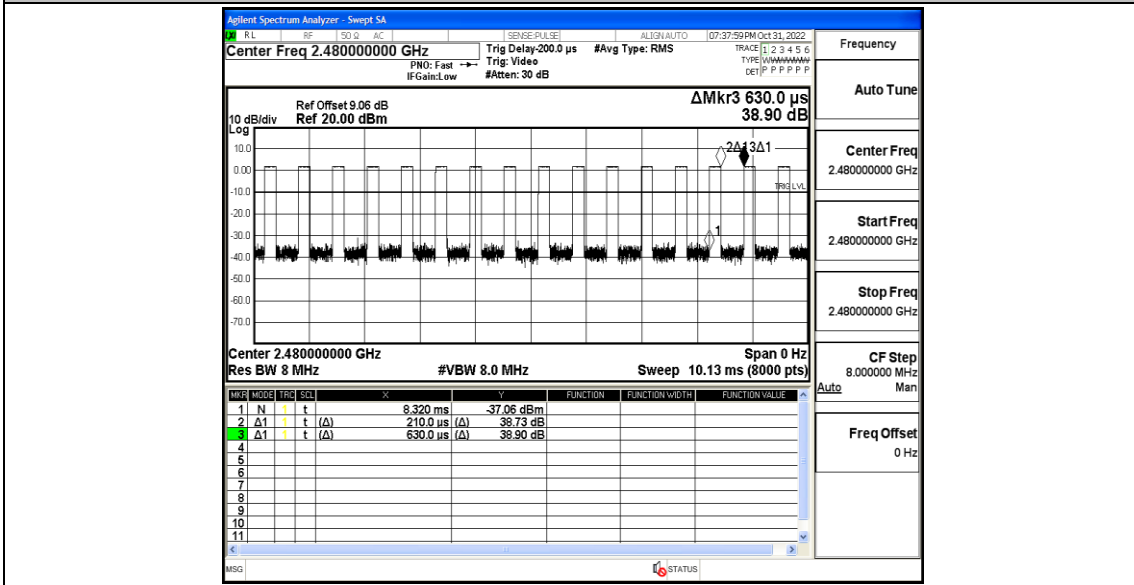 Agilent Spectrum Analyzer - Swept SA
RL RF 50 Ω AC SENSE:PULSE ALIGNAUTO 07:37:59 PM Oct 31, 2022
Center Freq 2.480000000 GHz
PNO: Fast
IFGain:Low
Trig Delay-200.0 µs
Trig: Video
#Atten: 30 dB
#Avg Type: RMS
TRACE 1 2 3 4 5 6
TYPE WWWWWW
DET P P P P P P
Frequency
Auto Tune
Center Freq
2.480000000 GHz
Start Freq
2.480000000 GHz
Stop Freq
2.480000000 GHz
CF Step
8.000000 MHz
Auto Man
Freq Offset
0 Hz
ΔMkr3 630.0 µs
38.90 dB
Ref Offset 9.06 dB
10 dB/div Ref 20.00 dBm
Log
10.0
0.00
-10.0
-20.0
-30.0
-40.0
-50.0
-60.0
-70.0
2Δ13Δ1
TRIG LVL
1
Center 2.480000000 GHz Span 0 Hz
Res BW 8 MHz #VBW 8.0 MHz Sweep 10.13 ms (8000 pts)
MKR MODE TRC SCL X Y FUNCTION FUNCTION WIDTH FUNCTION VALUE
1 N 1 t 8.320 ms -37.06 dBm
2 Δ1 1 t (Δ) 210.0 µs (Δ) 38.73 dB
3 Δ1 1 t (Δ) 630.0 µs (Δ) 38.90 dB
4
5
6
7
8
9
10
11
MSG STATUS